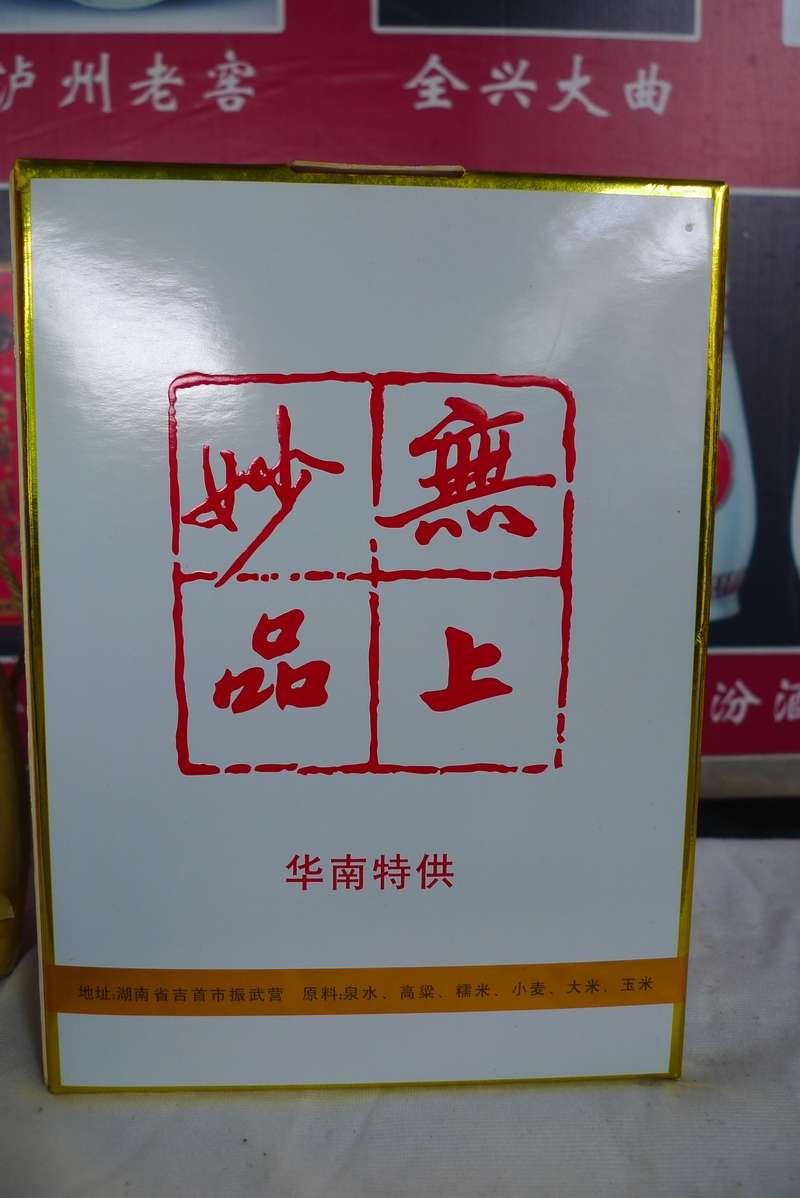 泸州老窖
全兴大曲
無上
妙品
汾酒
华南特供
地址:湖南省吉首市振武营 原料:泉水、高粱、糯米、小麦、大米、玉米